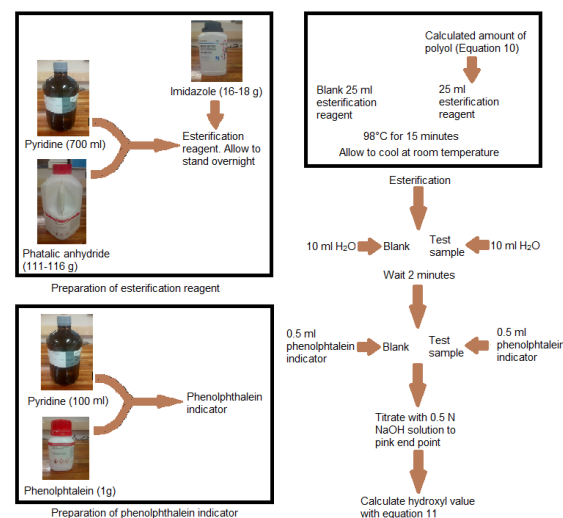 Imidazole (16-18 g)
Pyridine (700 ml)
Esterification
reagent. Allow to
stand overnight
Phatalic anhydride
(111-116 g)
Preparation of esterification reagent
Pyridine (100 ml)
Phenolphthalein
indicator
Phenolphtalein (1g)
Preparation of phenolphthalein indicator
Calculated amount of
polyol (Equation 10)
Blank 25 ml
esterification
reagent
25 ml
esterification
reagent
98°C for 15 minutes
Allow to cool at room temperature
Esterification
10 ml H₂O
Blank
Test
sample
10 ml H₂O
Wait 2 minutes
0.5 ml
phenolphtalein
indicator
Blank
Test
sample
0.5 ml
phenolphtalein
indicator
Titrate with 0.5 N
NaOH solution to
pink end point
Calculate hydroxyl value
with equation 11